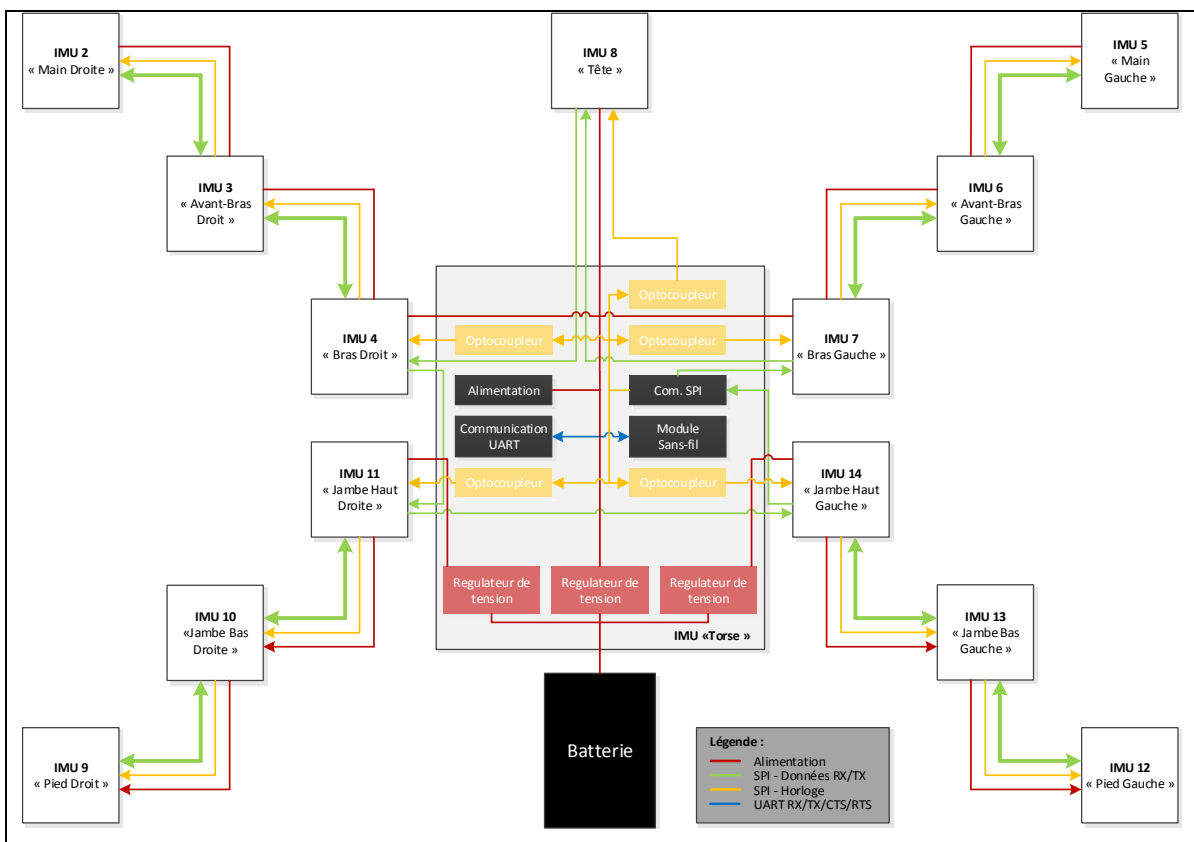 IMU 2
« Main Droite »
IMU 8
« Tête »
IMU 5
« Main
Gauche »
IMU 3
« Avant-Bras
Droit »
IMU 6
« Avant-Bras
Gauche »
Optocoupleur
IMU 4
« Bras Droit »
Optocoupleur
Optocoupleur
IMU 7
« Bras Gauche »
Alimentation
Com. SPI
Communication
UART
Module
Sans-fil
IMU 11
« Jambe Haut
Droite »
Optocoupleur
Optocoupleur
IMU 14
« Jambe Haut
Gauche »
Regulateur de
tension
Regulateur de
tension
Regulateur de
tension
IMU «Torse »
IMU 10
«Jambe Bas
Droite »
IMU 13
« Jambe Bas
Gauche »
Batterie
IMU 9
« Pied Droit »
Légende :
Alimentation
SPI - Données RX/TX
SPI - Horloge
UART RX/TX/CTS/RTS
IMU 12
« Pied Gauche »